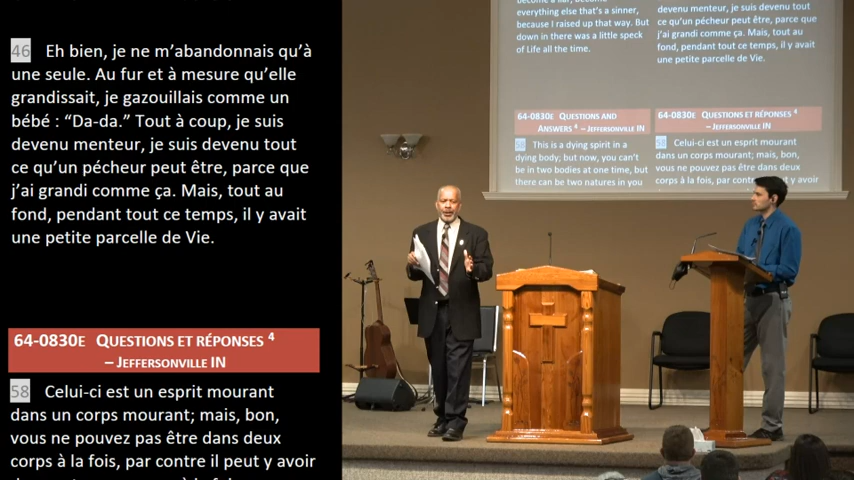 46 Eh bien, je ne m'abandonnais qu'à
une seule. Au fur et à mesure qu'elle
grandissait, je gazouillais comme un
bébé : “Da-da.” Tout à coup, je suis
devenu menteur, je suis devenu tout
ce qu'un pécheur peut être, parce que
j'ai grandi comme ça. Mais, tout au
fond, pendant tout ce temps, il y avait
une petite parcelle de Vie.
64-0830E QUESTIONS ET RÉPONSES 4
– JEFFERSONVILLE IN
58 Celui-ci est un esprit mourant
dans un corps mourant; mais, bon,
vous ne pouvez pas être dans deux
corps à la fois, par contre il peut y avoir
everything else that's a sinner,
because I raised up that way. But
down in there was a little speck
of Life all the time.
64-0830E QUESTIONS AND
ANSWERS 4 – JEFFERSONVILLE IN
58 This is a dying spirit in a
dying body; but now, you can't
be in two bodies at one time, but
there can be two natures in you
devenu menteur, je suis devenu tout
ce qu'un pécheur peut être, parce que
j'ai grandi comme ça. Mais, tout au
fond, pendant tout ce temps, il y avait
une petite parcelle de Vie.
64-0830E QUESTIONS ET RÉPONSES 4
– JEFFERSONVILLE IN
58 Celui-ci est un esprit mourant
dans un corps mourant; mais, bon,
vous ne pouvez pas être dans deux
corps à la fois, par contre il peut y avoir